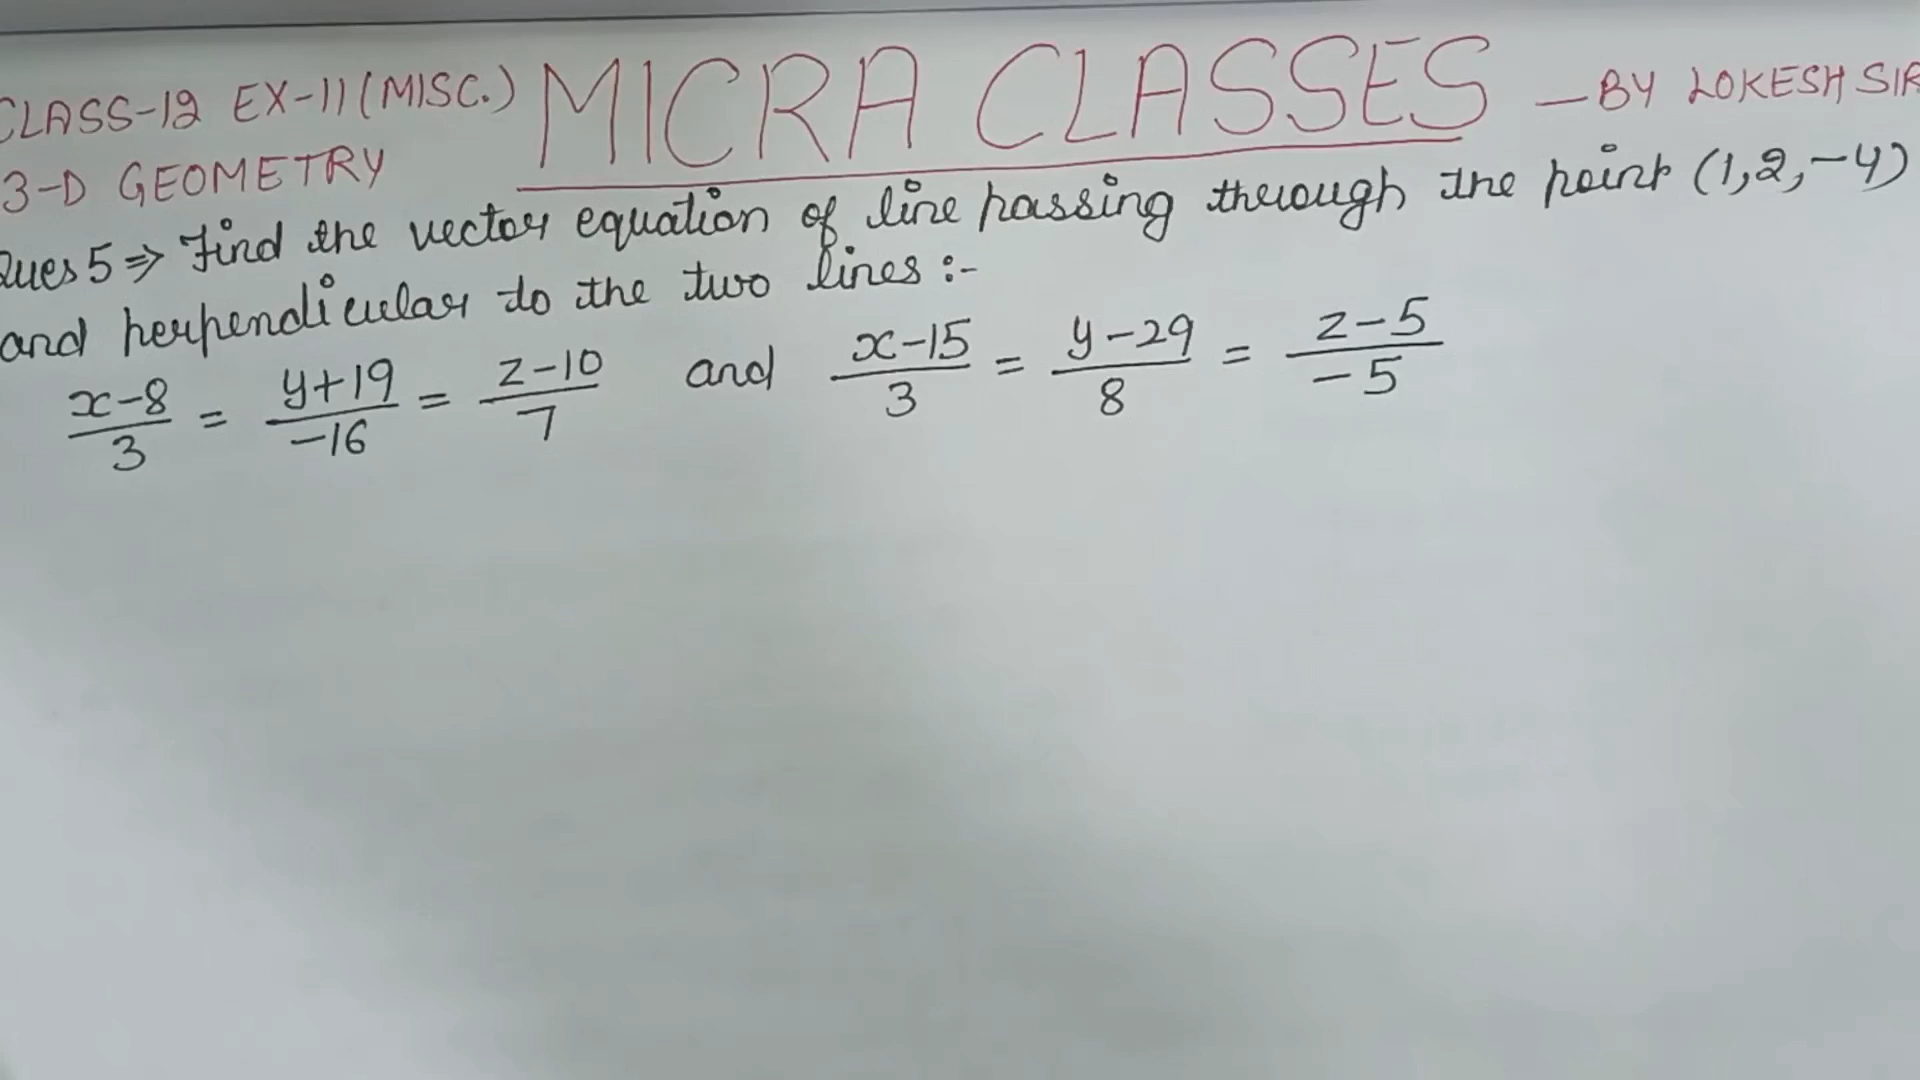 CLASS-12 EX-11 (MISC.) MICRA CLASSES - BY LOKESH SIR
3-D GEOMETRY
Ques 5 ⇒ Find the vector equation of line passing through the point (1,2,-4)
and perpendicular to the two lines :-
x-8/3 = y+19/-16 = z-10/7 and x-15/3 = y-29/8 = z-5/-5